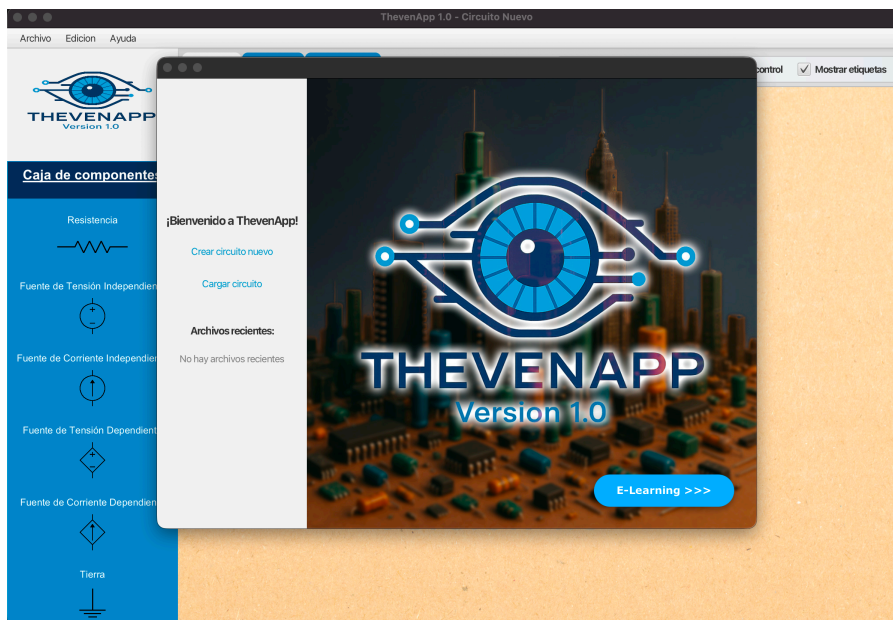 ThevenApp 1.0 - Circuito Nuevo
Archivo Edicion Ayuda
control Mostrar etiquetas
THEVENAPP
Version 1.0
Caja de componentes
Resistencia
Fuente de Tensión Independien
Fuente de Corriente Independien
Fuente de Tensión Dependient
Fuente de Corriente Dependien
Tierra
¡Bienvenido a ThevenApp!
Crear circuito nuevo
Cargar circuito
Archivos recientes:
No hay archivos recientes
THEVENAPP
Version 1.0
E-Learning >>>